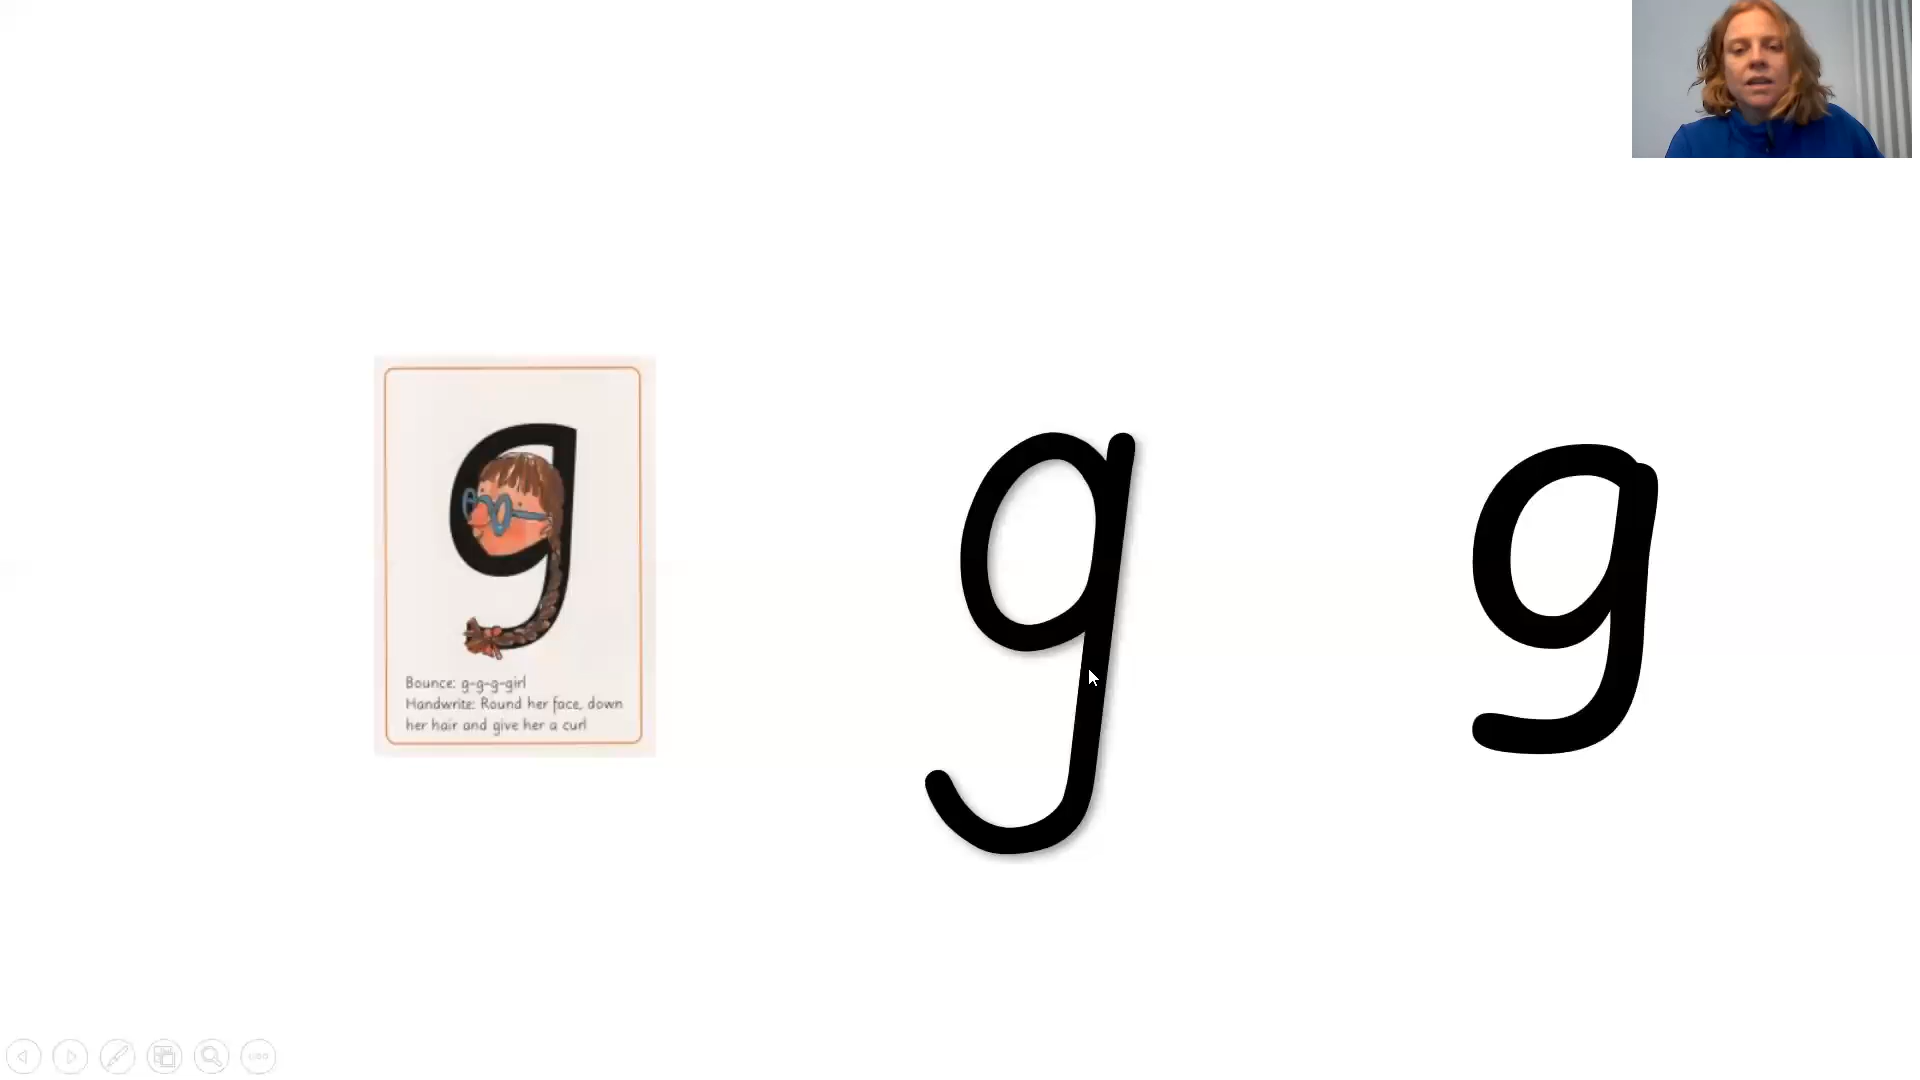 g
Bounce: g-g-g-girl
Handwrite: Round her face, down
her hair and give her a curl
g
g